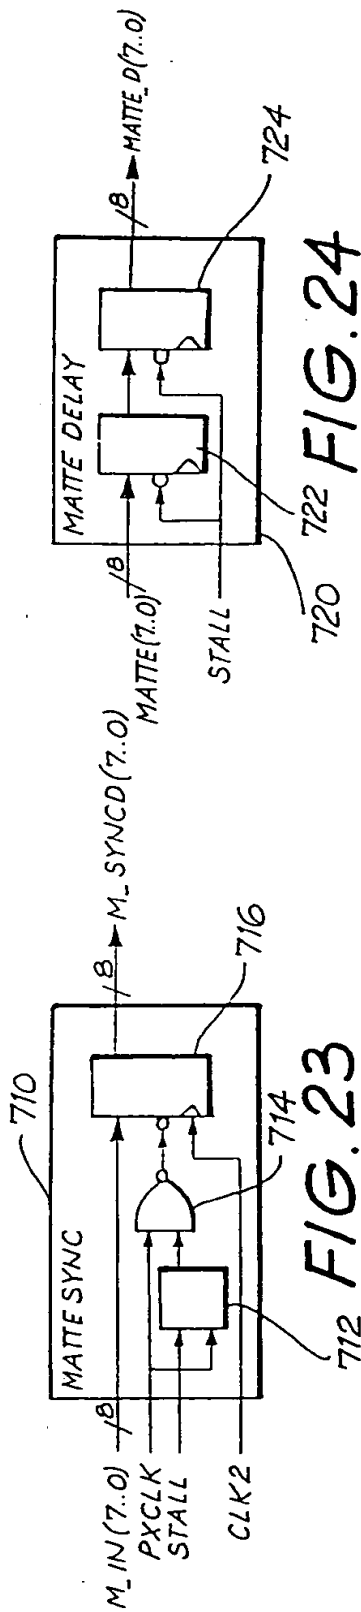 710
MATTE SYNC
M_IN(7..0)
8
PXCLK
STALL
CLK2
712
714
716
8
M_SYNCD(7..0)
FIG. 23
MATTE DELAY
MATTE(7..0)
8
STALL
720
722
724
8
MATTE_D(7..0)
FIG. 24